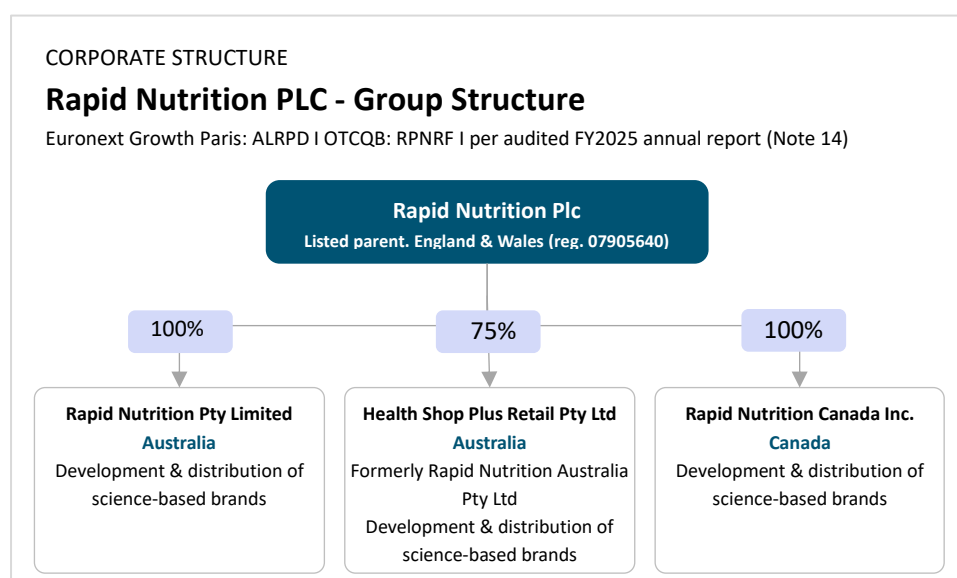 CORPORATE STRUCTURE
Rapid Nutrition PLC - Group Structure
Euronext Growth Paris: ALRPD I OTCQB: RPNRF I per audited FY2025 annual report (Note 14)
Rapid Nutrition Plc
Listed parent. England & Wales (reg. 07905640)
100%
75%
100%
Rapid Nutrition Pty Limited
Australia
Development & distribution of
science-based brands
Health Shop Plus Retail Pty Ltd
Australia
Formerly Rapid Nutrition Australia
Pty Ltd
Development & distribution of
science-based brands
Rapid Nutrition Canada Inc.
Canada
Development & distribution of
science-based brands